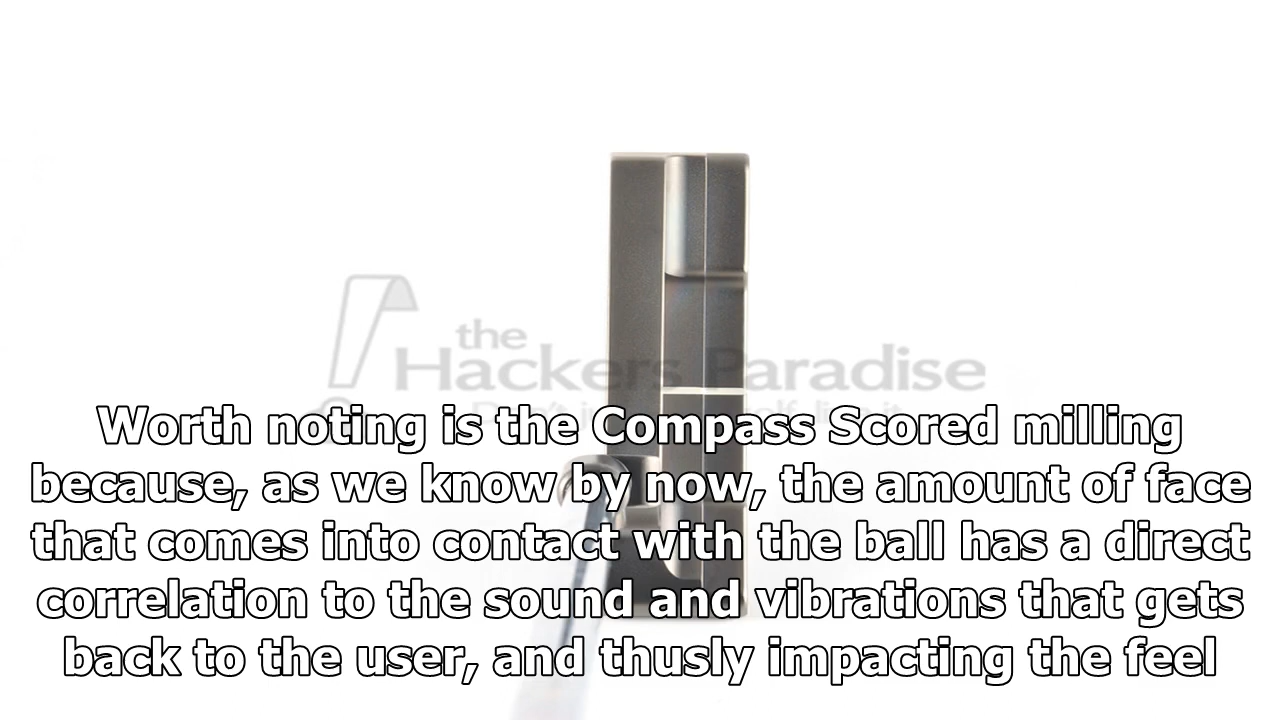 the
Hackers Paradise
Worth noting is the Compass Scored milling
because, as we know by now, the amount of face
that comes into contact with the ball has a direct
correlation to the sound and vibrations that gets
back to the user, and thusly impacting the feel